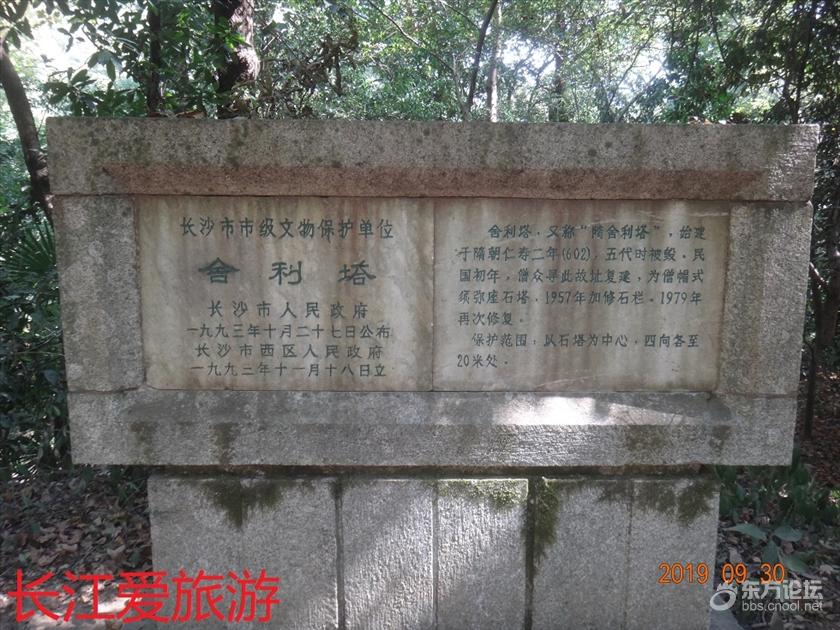 长沙市市级文物保护单位
舍利塔
长沙市人民政府
一九九三年十月二十七日公布
长沙市西区人民政府
一九九三年十一月十八日立
舍利塔，又称“隋舍利塔”，始建
于隋朝仁寿二年(602)，五代时被毁。民
国初年，僧众寻此故址复建，为僧帽式
须弥座石塔，1957年加修石栏。1979年
再次修复。
保护范围：以石塔为中心，四向各至
20米处。
长江爱旅游
2019 09 30
东方论坛
bbs.cnool.net